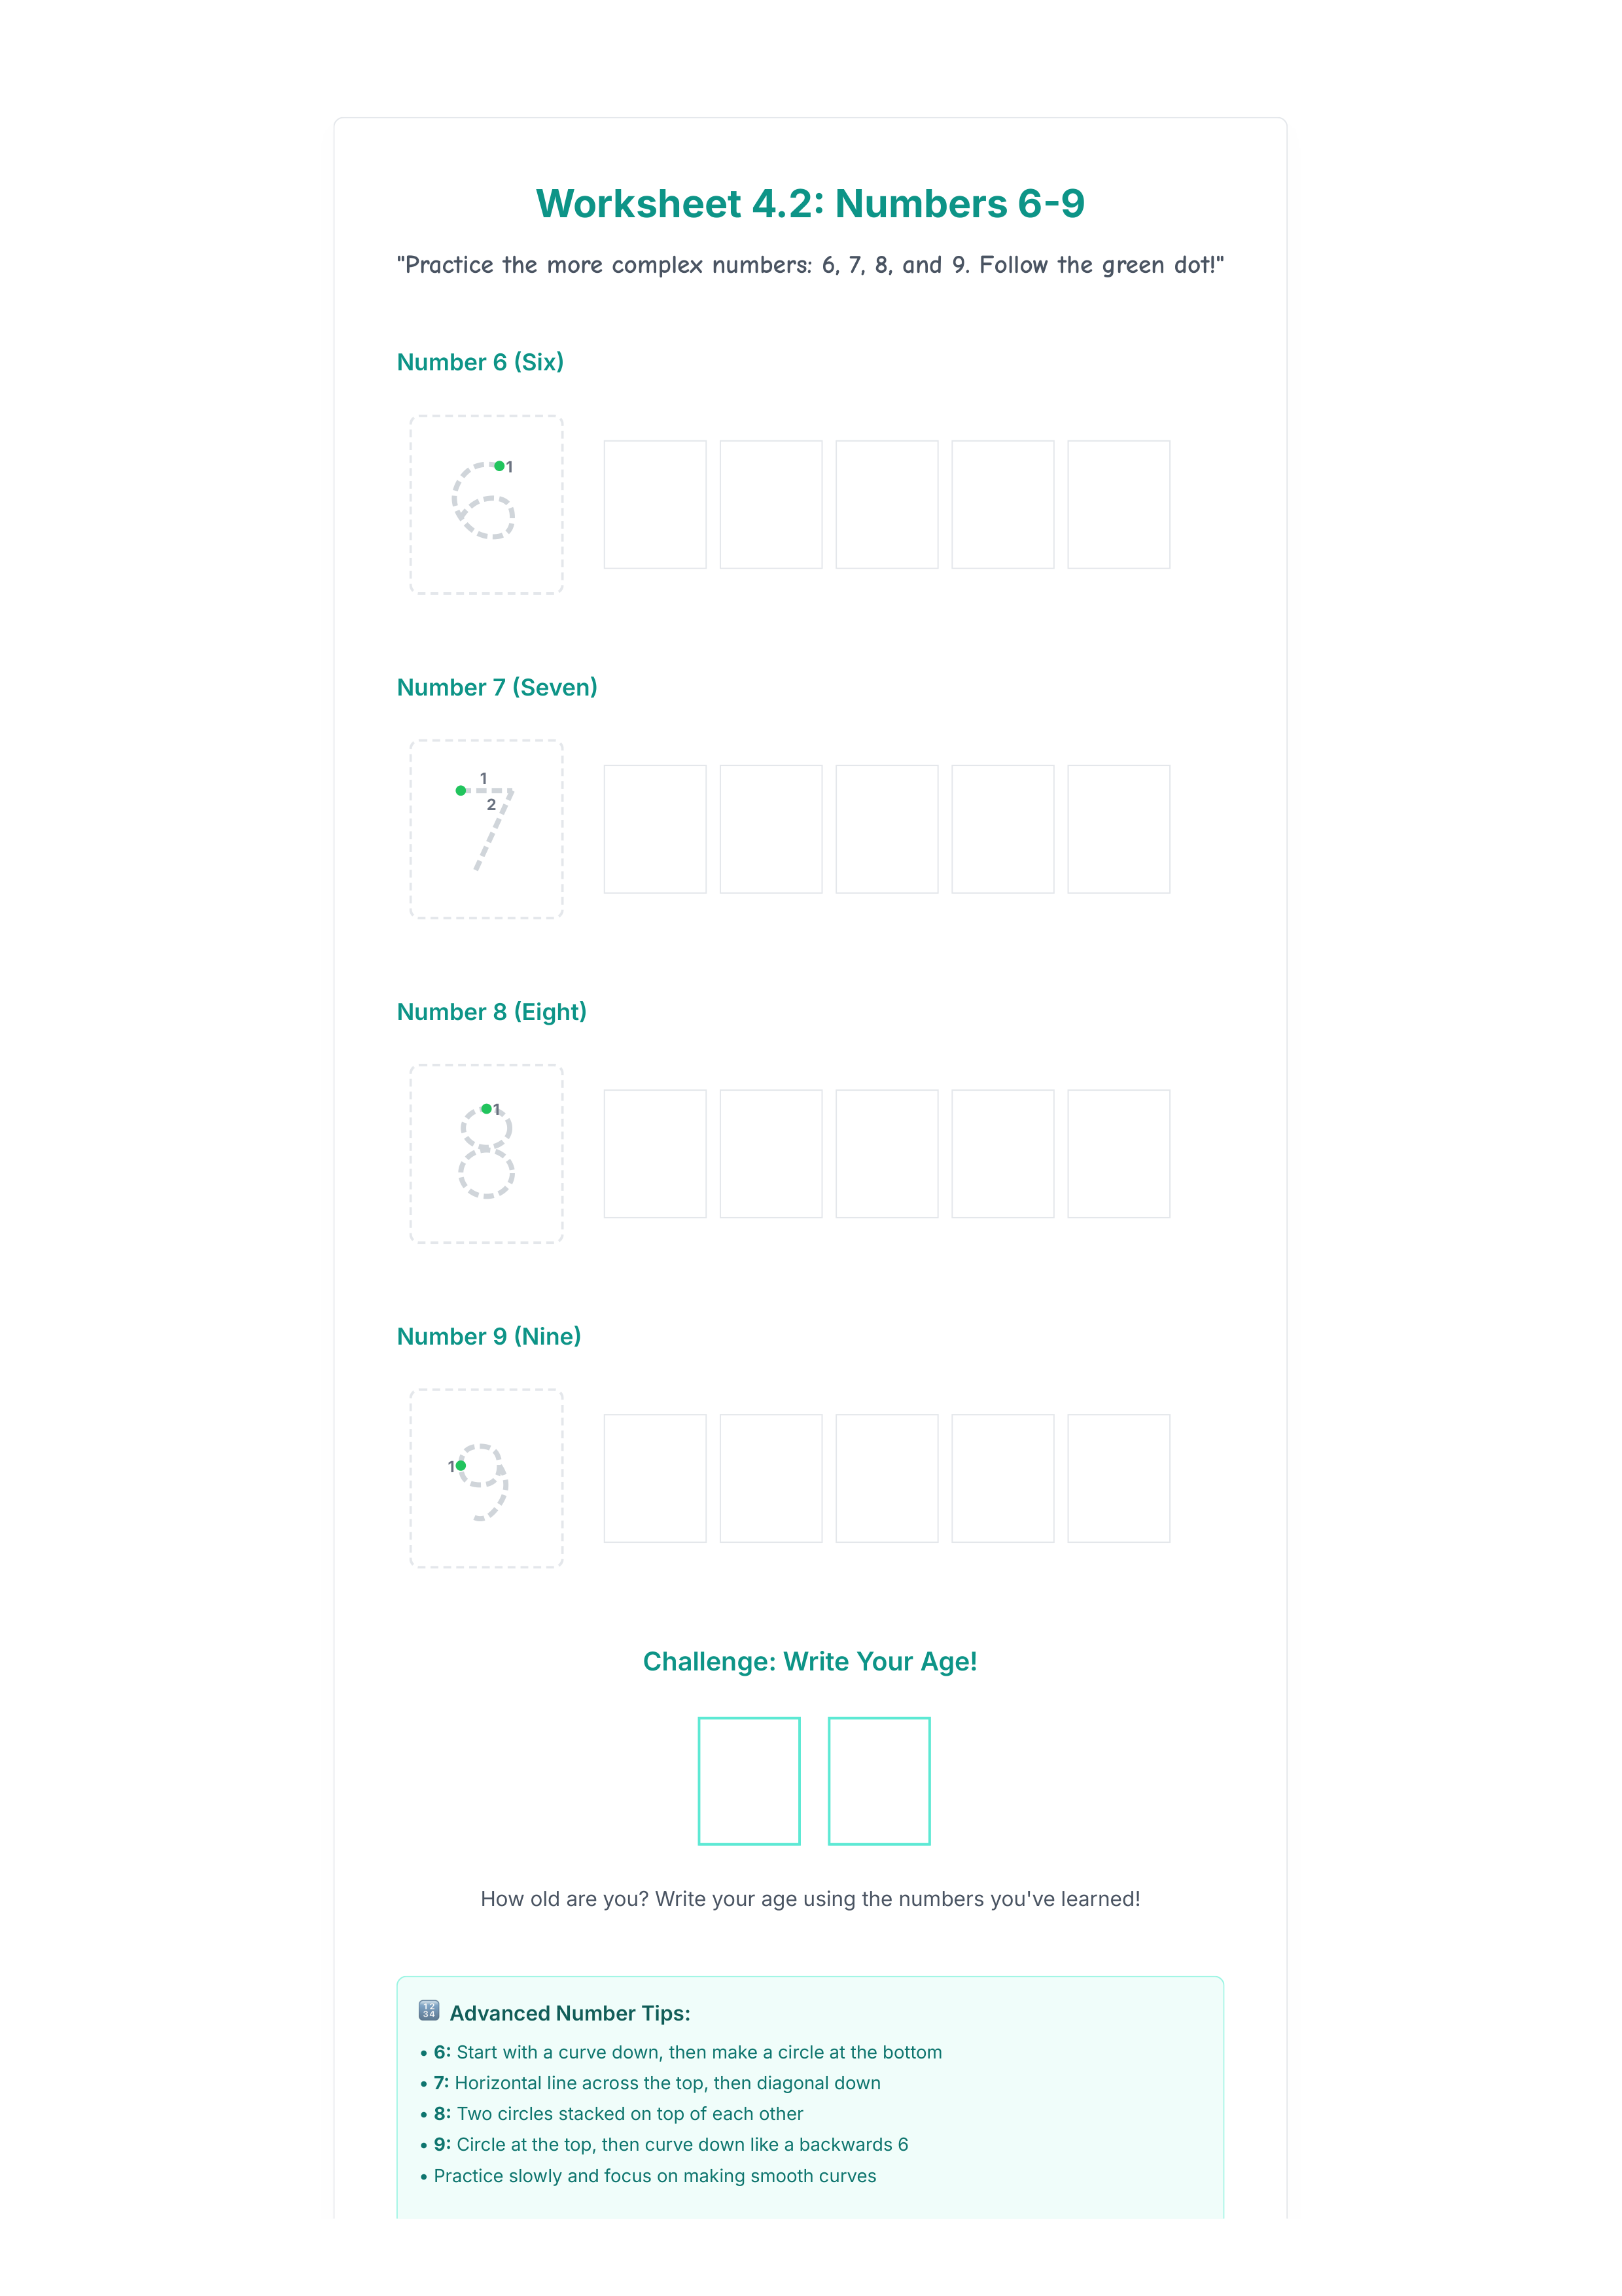 Worksheet 4.2: Numbers 6-9
"Practice the more complex numbers: 6, 7, 8, and 9. Follow the green dot!"
Number 6 (Six)
6
1
Number 7 (Seven)
7
1
2
Number 8 (Eight)
8
1
Number 9 (Nine)
9
1
Challenge: Write Your Age!
How old are you? Write your age using the numbers you've learned!
🔢 Advanced Number Tips:
• 6: Start with a curve down, then make a circle at the bottom
• 7: Horizontal line across the top, then diagonal down
• 8: Two circles stacked on top of each other
• 9: Circle at the top, then curve down like a backwards 6
• Practice slowly and focus on making smooth curves